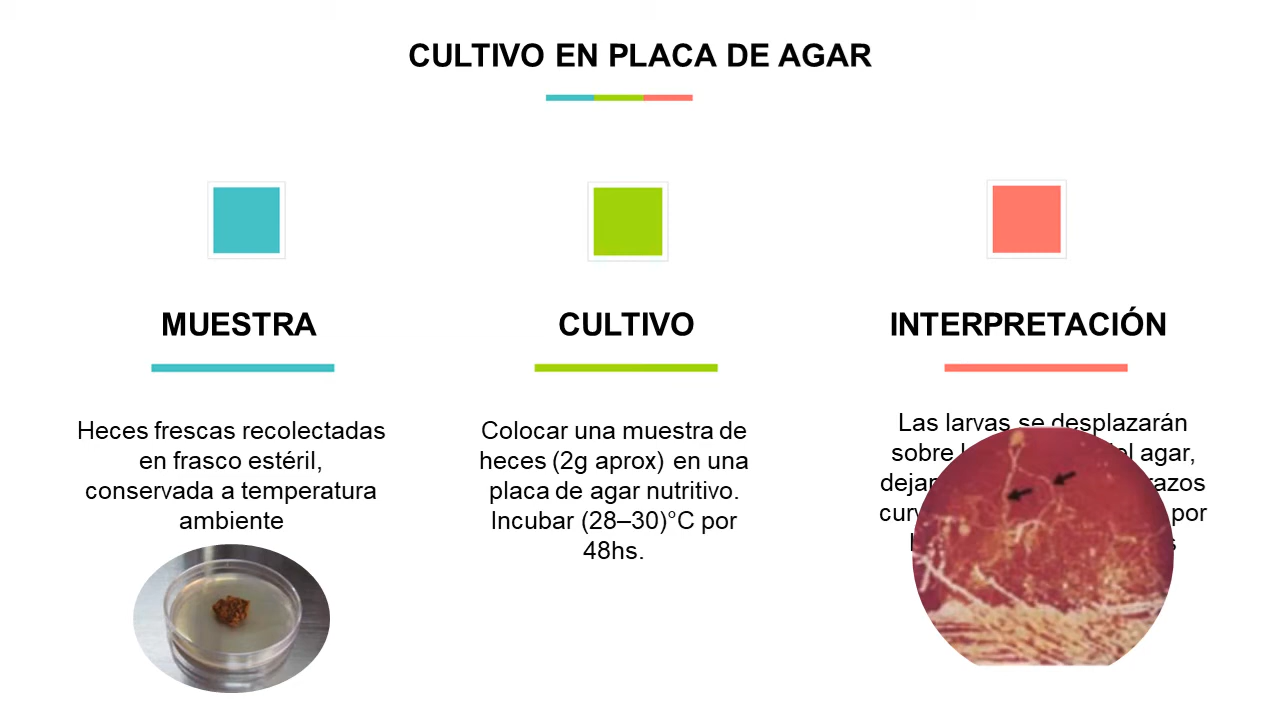 CULTIVO EN PLACA DE AGAR
MUESTRA
Heces frescas recolectadas
en frasco estéril,
conservada a temperatura
ambiente
CULTIVO
Colocar una muestra de
heces (2g aprox) en una
placa de agar nutritivo.
Incubar (28–30)°C por
48hs.
INTERPRETACIÓN
Las larvas se desplazarán
sobre agar,
por